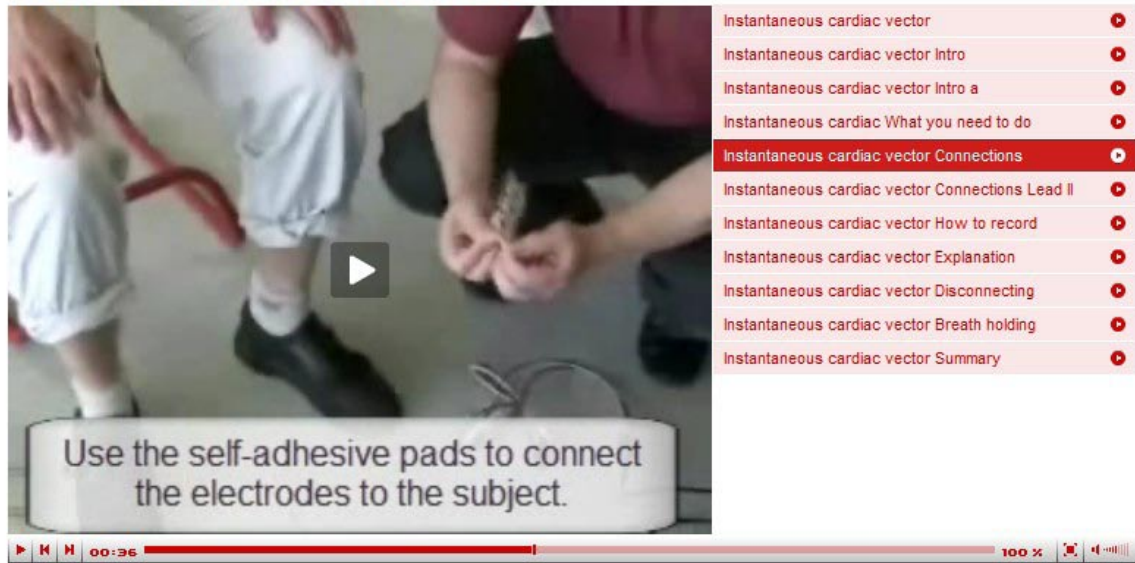 Use the self-adhesive pads to connect
the electrodes to the subject.
Instantaneous cardiac vector
Instantaneous cardiac vector Intro
Instantaneous cardiac vector Intro a
Instantaneous cardiac What you need to do
Instantaneous cardiac vector Connections
Instantaneous cardiac vector Connections Lead II
Instantaneous cardiac vector How to record
Instantaneous cardiac vector Explanation
Instantaneous cardiac vector Disconnecting
Instantaneous cardiac vector Breath holding
Instantaneous cardiac vector Summary
00:36
100 %